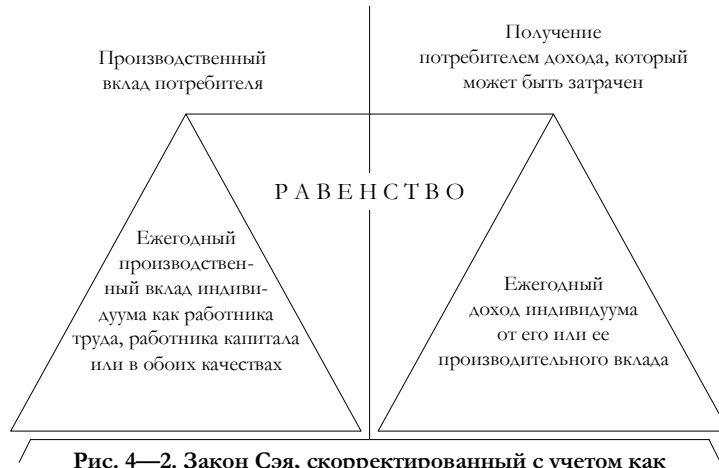 Производственный
вклад потребителя
Получение
потребителем дохода, который
может быть затрачен
РАВЕНСТВО
Ежегодный
производствен-
ный вклад индиви-
дуума как работника
труда, работника капитала
или в обоих качествах
Ежегодный
доход индивидуума
от его или ее
производительного вклада
Рис. 4—2. Закон Сэя, скорректированный с учетом как